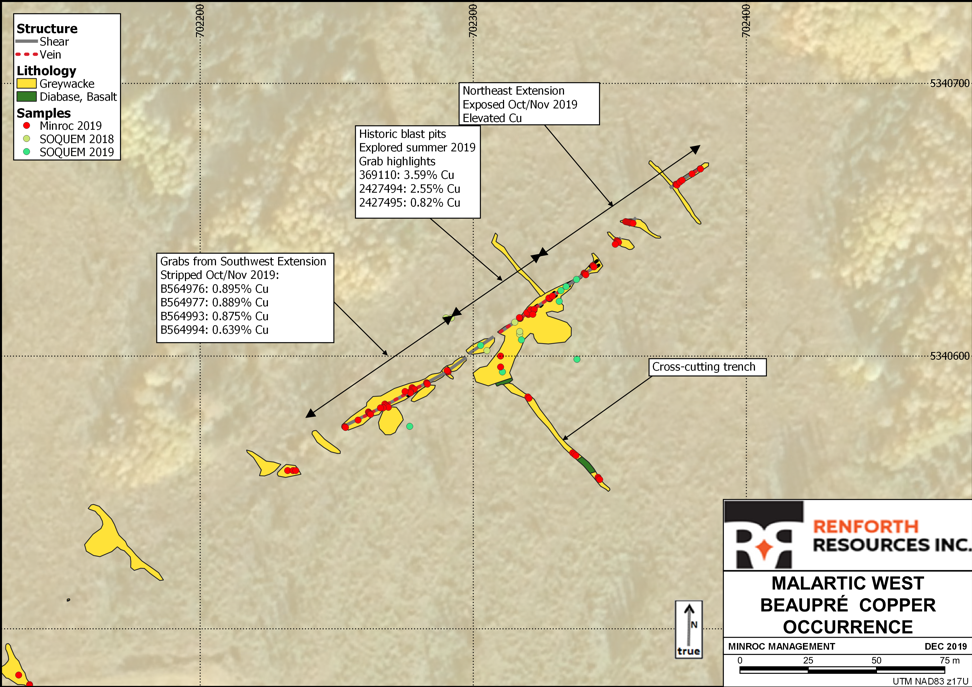 702200
702300
702400
Structure
Shear
Vein
Lithology
Greywacke
Diabase, Basalt
Samples
Minroc 2019
SOQUEM 2018
SOQUEM 2019
5340700
Northeast Extension
Exposed Oct/Nov 2019
Elevated Cu
Historic blast pits
Explored summer 2019
Grab highlights
369110: 3.59% Cu
2427494: 2.55% Cu
2427495: 0.82% Cu
Grabs from Southwest Extension
Stripped Oct/Nov 2019:
B564976: 0.895% Cu
B564977: 0.889% Cu
B564993: 0.875% Cu
B564994: 0.639% Cu
5340600
Cross-cutting trench
N
true
RENFORTH
RESOURCES INC.
MALARTIC WEST
BEAUPRÉ COPPER
OCCURRENCE
MINROC MANAGEMENT DEC 2019
0 25 50 75 m
UTM NAD83 z17U